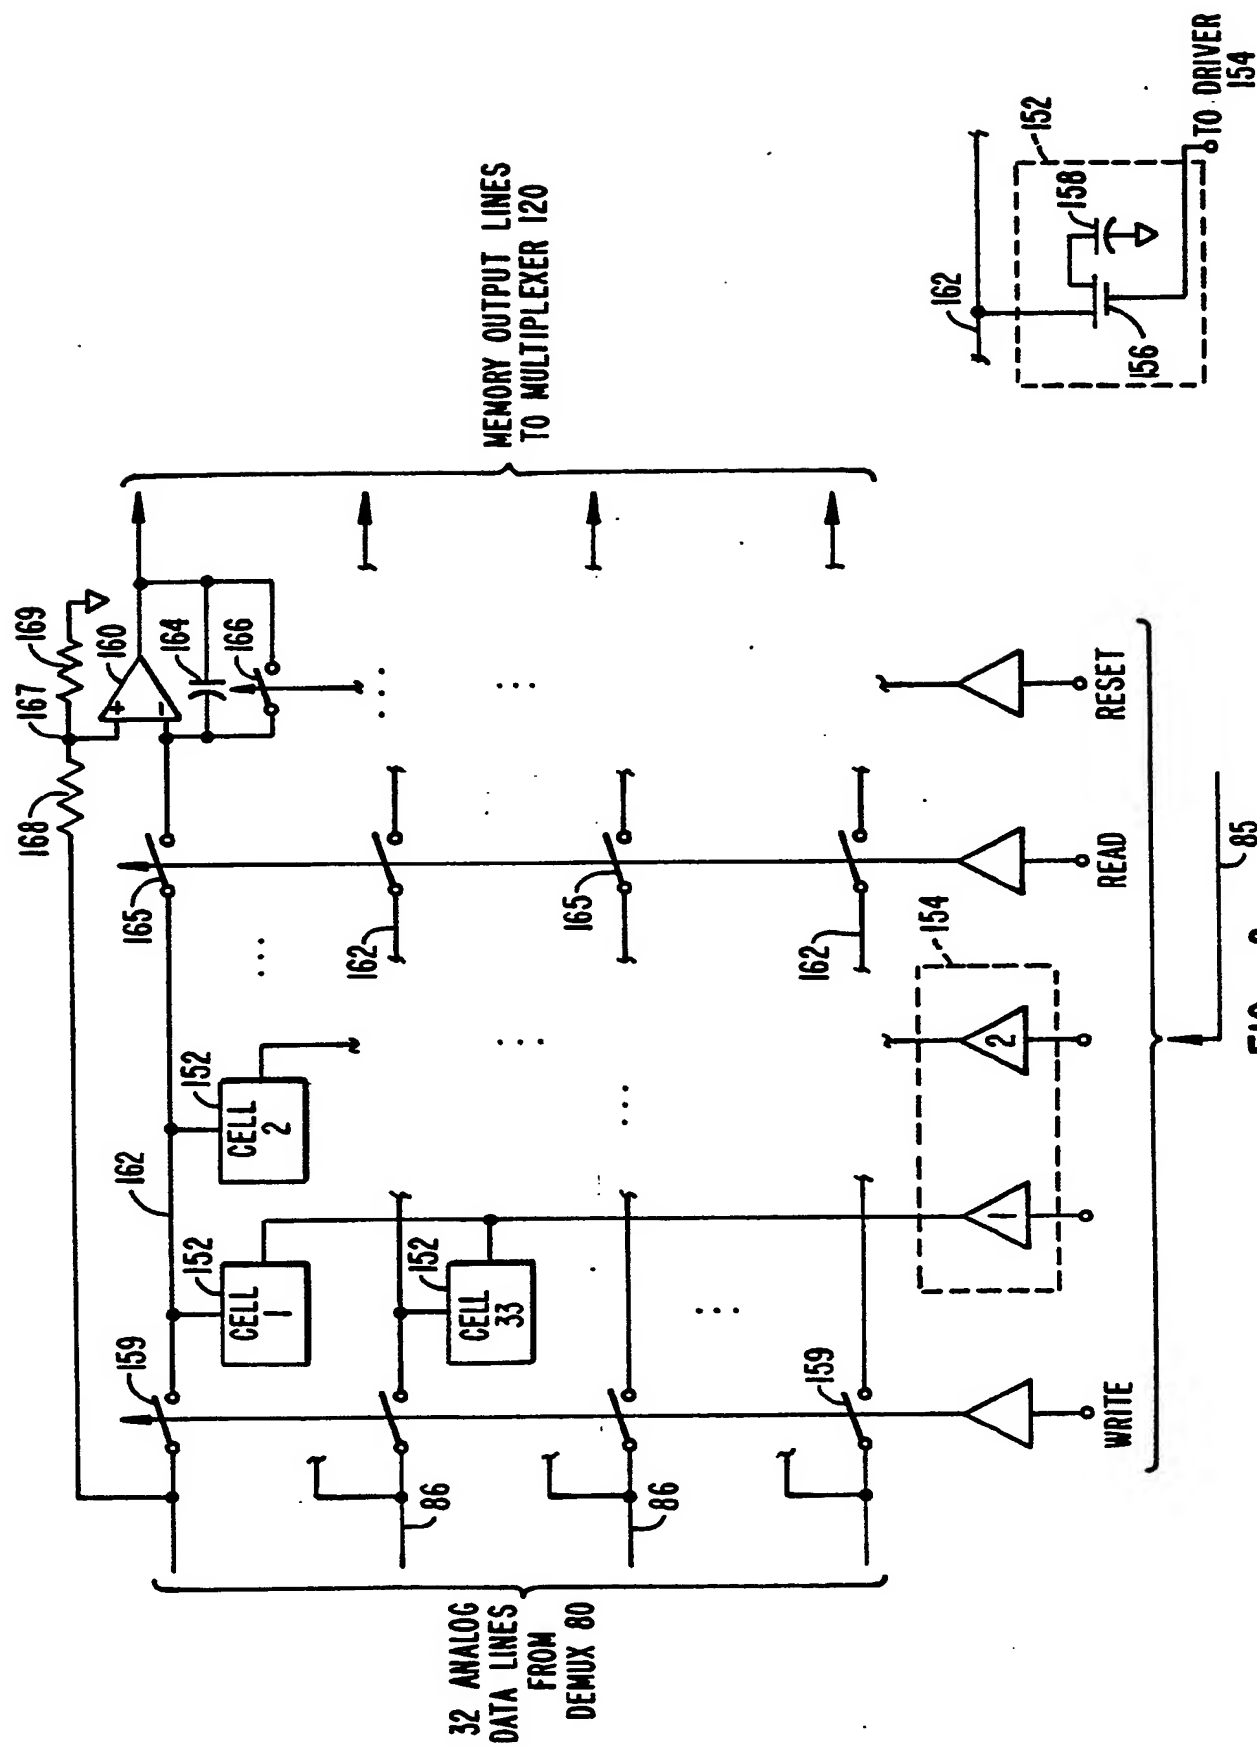 32 ANALOG
DATA LINES
FROM
DEMUX 80
MEMORY OUTPUT LINES
TO MULTIPLEXER 120
168
167
169
160
164
166
159
162
165
CELL
1
152
CELL
2
152
CELL
33
152
86
86
159
162
165
162
154
1
2
WRITE
READ
RESET
85
162
152
158
156
TO DRIVER
154